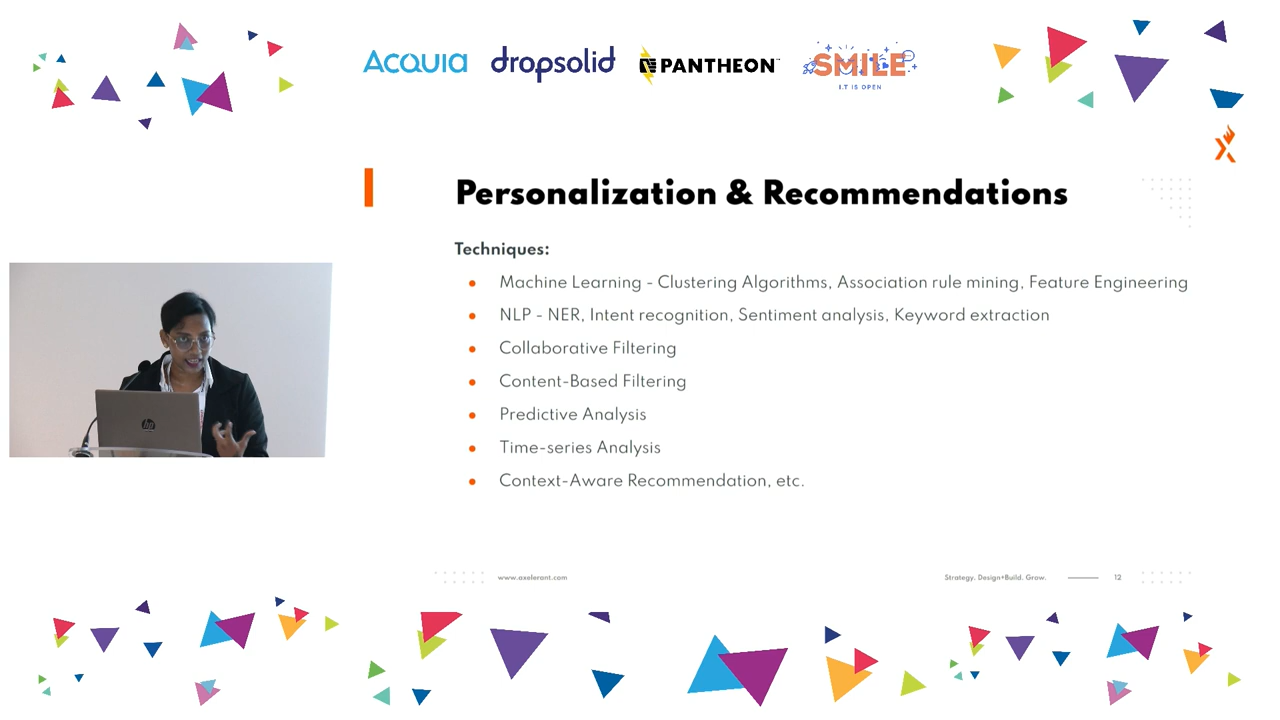 ACQUIA
dropsolid
PANTHEON
SMILE
I.T IS OPEN
Personalization & Recommendations
Techniques:
Machine Learning - Clustering Algorithms, Association rule mining, Feature Engineering
NLP - NER, Intent recognition, Sentiment analysis, Keyword extraction
Collaborative Filtering
Content-Based Filtering
Predictive Analysis
Time-series Analysis
Context-Aware Recommendation, etc.
hp
www.axelerant.com
Strategy. Design+Build. Grow.
12